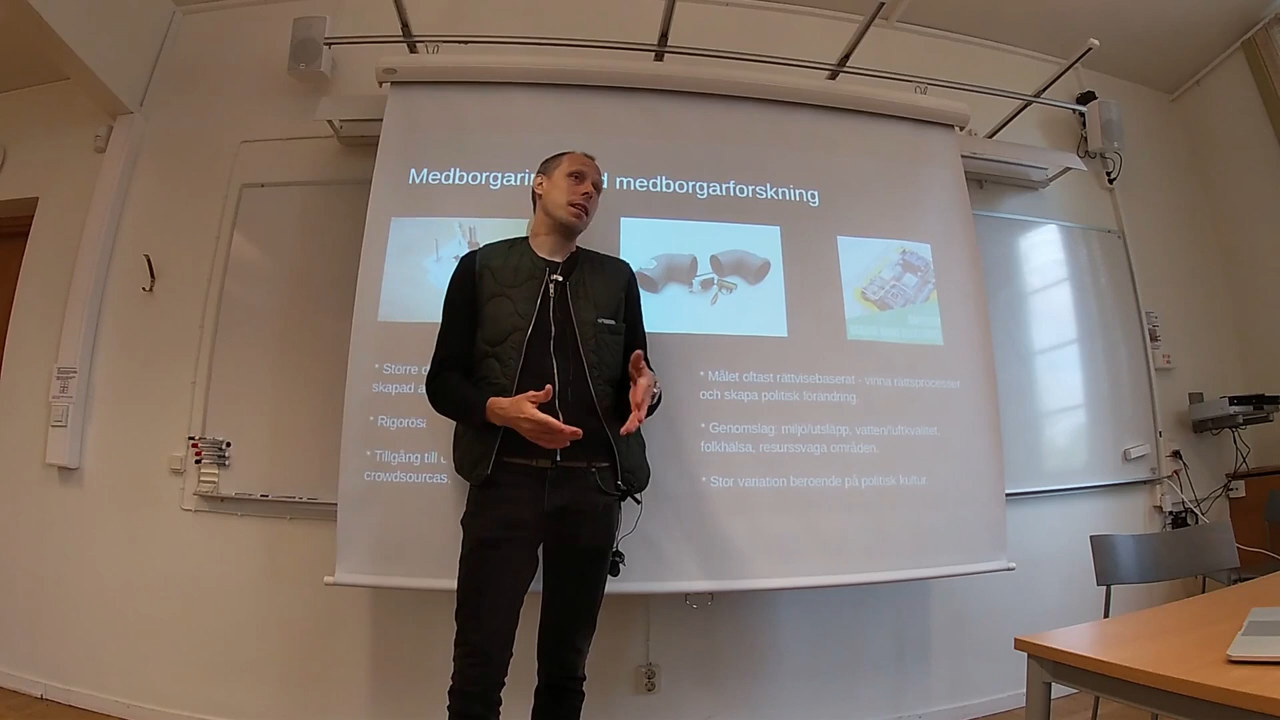 Medborgari medborgarforskning
* Större
skapad
* Rigorös
* Tillgång till
crowdsourcas.
* Målet oftast rättvisebaserat - vinna rättsprocesser
och skapa politisk förändring
* Genomslag: miljö/utsläpp, vatten/luftkvalitet,
folkhälsa, resurssvaga områden.
* Stor variation beroende på politisk kultur.